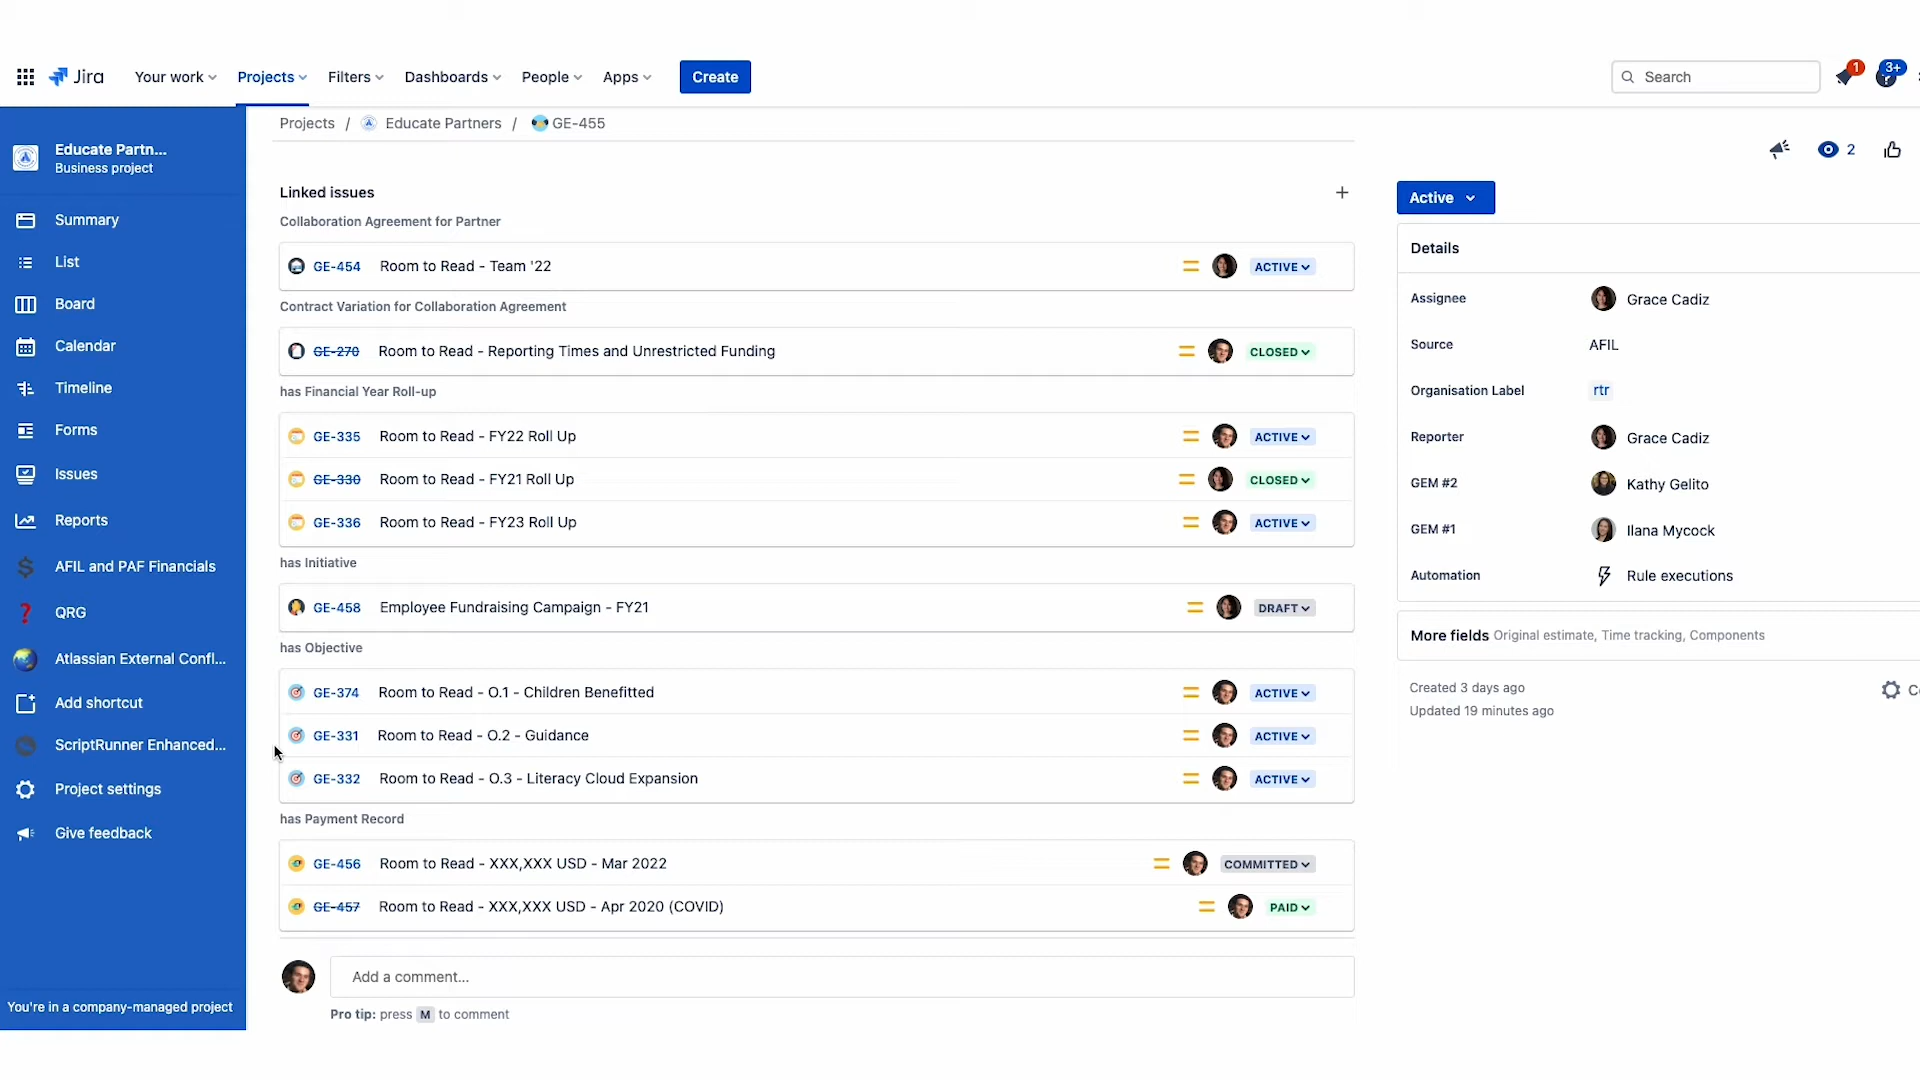 Jira Your work Projects Filters Dashboards People Apps Create Search 1 3+
Projects / Educate Partners / GE-455
Educate Partn...
Business project
2
Summary
List
Board
Calendar
Timeline
Forms
Issues
Reports
AFIL and PAF Financials
QRG
Atlassian External Confl...
Add shortcut
ScriptRunner Enhanced...
Project settings
Give feedback
You're in a company-managed project
Linked issues
Collaboration Agreement for Partner
GE-454 Room to Read - Team '22 ACTIVE
Contract Variation for Collaboration Agreement
GE-270 Room to Read - Reporting Times and Unrestricted Funding CLOSED
has Financial Year Roll-up
GE-335 Room to Read - FY22 Roll Up ACTIVE
GE-330 Room to Read - FY21 Roll Up CLOSED
GE-336 Room to Read - FY23 Roll Up ACTIVE
has Initiative
GE-458 Employee Fundraising Campaign - FY21 DRAFT
has Objective
GE-374 Room to Read - O.1 - Children Benefitted ACTIVE
GE-331 Room to Read - O.2 - Guidance ACTIVE
GE-332 Room to Read - O.3 - Literacy Cloud Expansion ACTIVE
has Payment Record
GE-456 Room to Read - XXX,XXX USD - Mar 2022 COMMITTED
GE-457 Room to Read - XXX,XXX USD - Apr 2020 (COVID) PAID
Add a comment...
Pro tip: press M to comment
Active
Details
Assignee Grace Cadiz
Source AFIL
Organisation Label rtr
Reporter Grace Cadiz
GEM #2 Kathy Gelito
GEM #1 Ilana Mycock
Automation Rule executions
More fields Original estimate, Time tracking, Components
Created 3 days ago
Updated 19 minutes ago